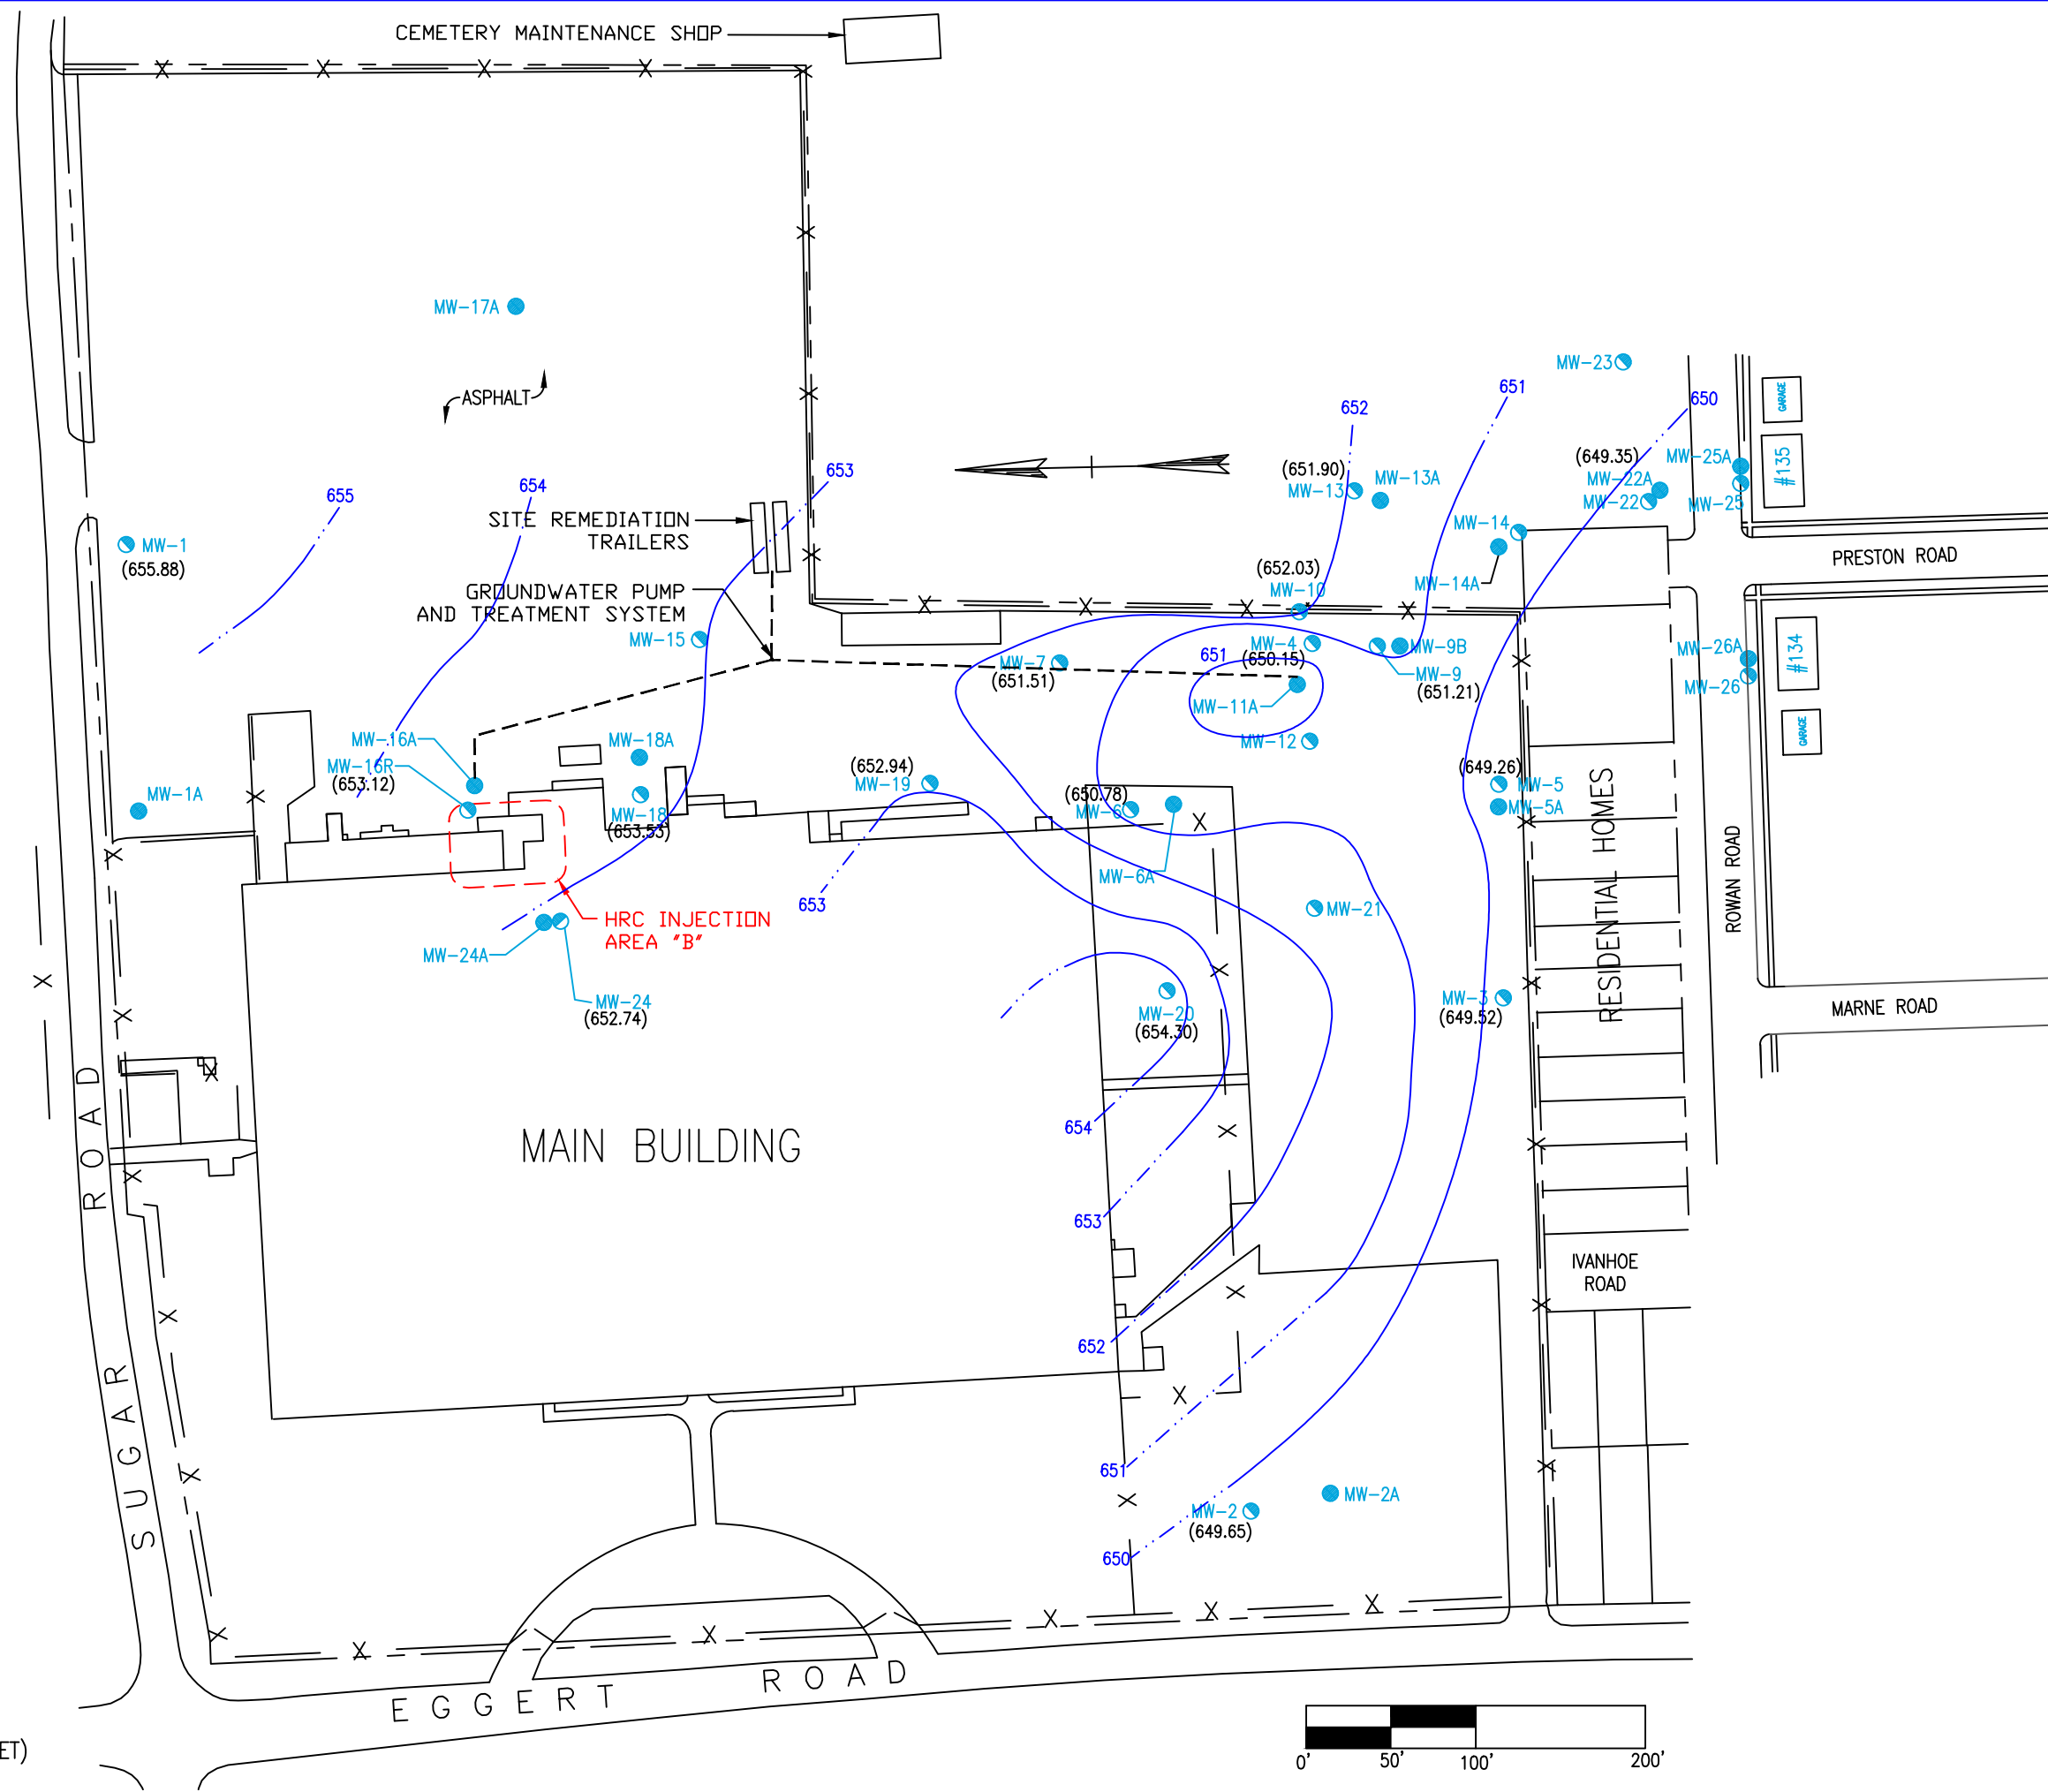 CEMETERY MAINTENANCE SHOP
MW-17A
ASPHALT
MW-23
GARAGE
#135
651
652
650
653
654
655
(649.35)
MW-25A
MW-22A
MW-22
MW-25
(651.90)
MW-13
MW-13A
MW-14
MW-14A
SITE REMEDIATION
TRAILERS
MW-1
(655.88)
PRESTON ROAD
(652.03)
MW-10
GROUNDWATER PUMP
AND TREATMENT SYSTEM
MW-15
MW-7
(651.51)
MW-4
(650.15)
651
MW-9B
MW-9
(651.21)
MW-26A
MW-26
#134
GARAGE
MW-11A
MW-12
MW-16A
MW-16R
(653.12)
MW-18A
MW-18
(653.53)
(652.94)
MW-19
(650.78)
MW-6
MW-6A
(649.26)
MW-5
MW-5A
MW-1A
RESIDENTIAL HOMES
ROWAN ROAD
653
HRC INJECTION
AREA "B"
MW-21
MW-24A
MW-24
(652.74)
MW-20
(654.30)
MW-3
(649.52)
MARNE ROAD
654
MAIN BUILDING
653
IVANHOE
ROAD
652
SUGAR ROAD
651
MW-2
(649.65)
MW-2A
650
EGGERT ROAD
0' 50' 100' 200'
ET)